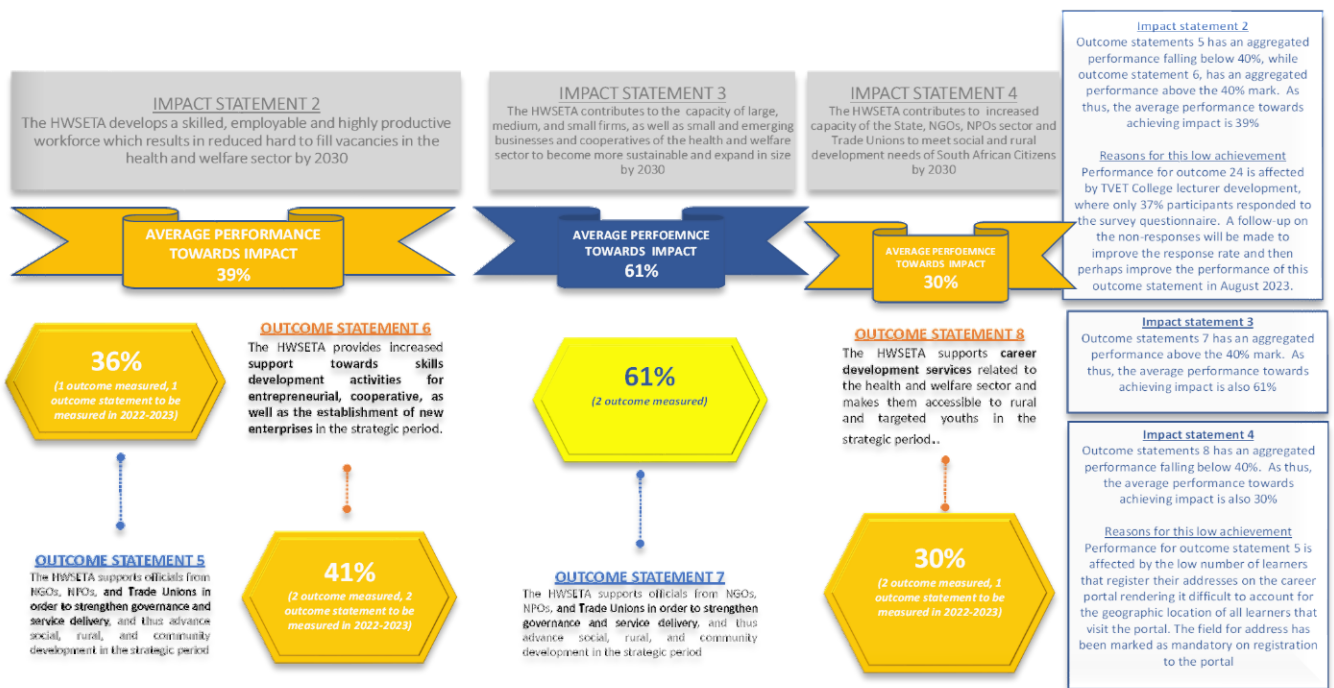 IMPACT STATEMENT 2
The HWSETA develops a skilled, employable and highly productive
workforce which results in reduced hard to fill vacancies in the
health and welfare sector by 2030
IMPACT STATEMENT 3
The HWSETA contributes to the capacity of large,
medium, and small firms, as well as small and emerging
businesses and cooperatives of the health and welfare
sector to become more sustainable and expand in size
by 2030
IMPACT STATEMENT 4
The HWSETA contributes to increased
capacity of the State, NGOs, NPOs sector and
Trade Unions to meet social and rural
development needs of South African Citizens
by 2030
AVERAGE PERFORMANCE
TOWARDS IMPACT
39%
AVERAGE PERFOEMNCE
TOWARDS IMPACT
61%
AVERAGE PERFOEMNCE
TOWARDS IMPACT
30%
36%
(1 outcome measured, 1
outcome statement to be
measured in 2022-2023)
OUTCOME STATEMENT 5
The HWSETA supports officials from
NGOs, NPOs, and Trade Unions in
order to strengthen governance and
service delivery, and thus advance
social, rural, and community
development in the strategic period
OUTCOME STATEMENT 6
The HWSETA provides increased
support towards skills
development activities for
entrepreneurial, cooperative, as
well as the establishment of new
enterprises in the strategic period.
41%
(2 outcome measured, 2
outcome statement to be
measured in 2022-2023)
61%
(2 outcome measured)
OUTCOME STATEMENT 7
The HWSETA supports officials from NGOs,
NPOs, and Trade Unions in order to strengthen
governance and service delivery, and thus
advance social, rural, and community
development in the strategic period
OUTCOME STATEMENT 8
The HWSETA supports career
development services related to
the health and welfare sector and
makes them accessible to rural
and targeted youths in the
strategic period..
30%
(2 outcome measured, 1
outcome statement to be
measured in 2022-2023)
Impact statement 2
Outcome statements 5 has an aggregated
performance falling below 40%, while
outcome statement 6, has an aggregated
performance above the 40% mark. As
thus, the average performance towards
achieving impact is 39%
Reasons for this low achievement
Performance for outcome 24 is affected
by TVET College lecturer development,
where only 37% participants responded to
the survey questionnaire. A follow-up on
the non-responses will be made to
improve the response rate and then
perhaps improve the performance of this
outcome statement in August 2023.
Impact statement 3
Outcome statements 7 has an aggregated
performance above the 40% mark. As
thus, the average performance towards
achieving impact is also 61%
Impact statement 4
Outcome statements 8 has an aggregated
performance falling below 40%. As thus,
the average performance towards
achieving impact is also 30%
Reasons for this low achievement
Performance for outcome statement 5 is
affected by the low number of learners
that register their addresses on the career
portal rendering it difficult to account for
the geographic location of all learners that
visit the portal. The field for address has
been marked as mandatory on registration
to the portal